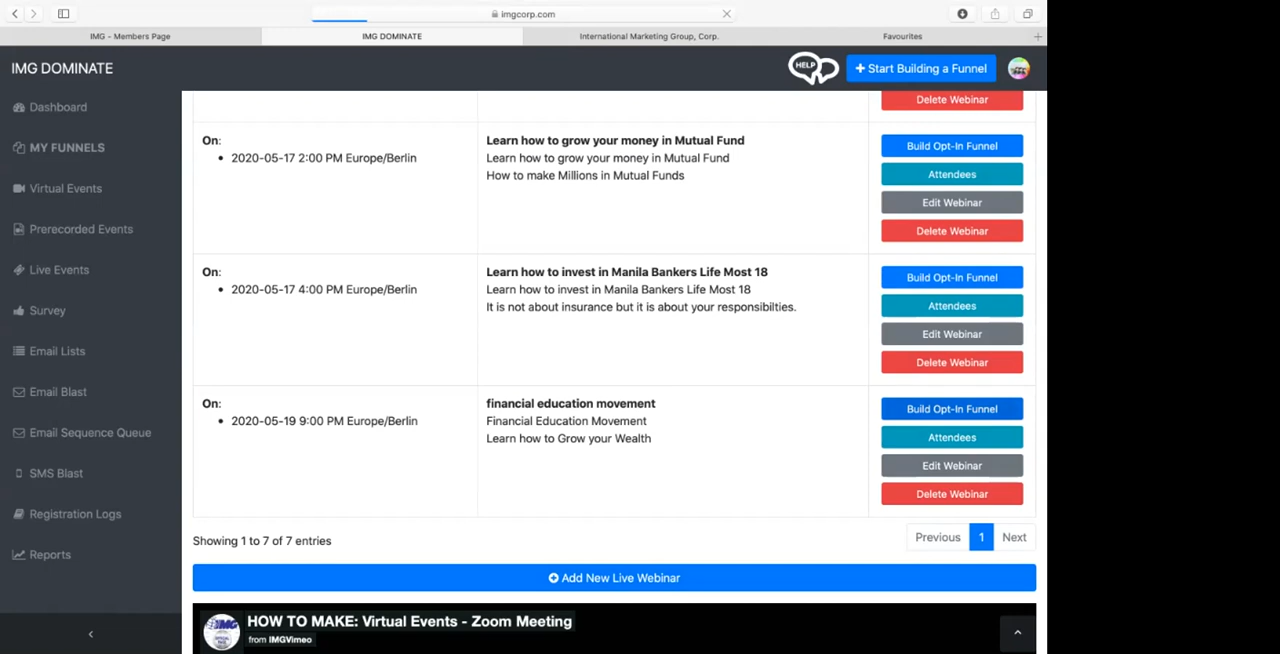 imgcorp.com
IMG - Members Page
IMG DOMINATE
International Marketing Group, Corp.
Favourites
IMG DOMINATE
HELP
Start Building a Funnel
Dashboard
MY FUNNELS
Virtual Events
Prerecorded Events
Live Events
Survey
Email Lists
Email Blast
Email Sequence Queue
SMS Blast
Registration Logs
Reports
Delete Webinar
On:
2020-05-17 2:00 PM Europe/Berlin
Learn how to grow your money in Mutual Fund
Learn how to grow your money in Mutual Fund
How to make Millions in Mutual Funds
Build Opt-In Funnel
Attendees
Edit Webinar
Delete Webinar
On:
2020-05-17 4:00 PM Europe/Berlin
Learn how to invest in Manila Bankers Life Most 18
Learn how to invest in Manila Bankers Life Most 18
It is not about insurance but it is about your responsibilties.
Build Opt-In Funnel
Attendees
Edit Webinar
Delete Webinar
On:
2020-05-19 9:00 PM Europe/Berlin
financial education movement
Financial Education Movement
Learn how to Grow your Wealth
Build Opt-In Funnel
Attendees
Edit Webinar
Delete Webinar
Showing 1 to 7 of 7 entries
Previous 1 Next
Add New Live Webinar
IMG
HOW TO MAKE: Virtual Events - Zoom Meeting
from IMGVimeo